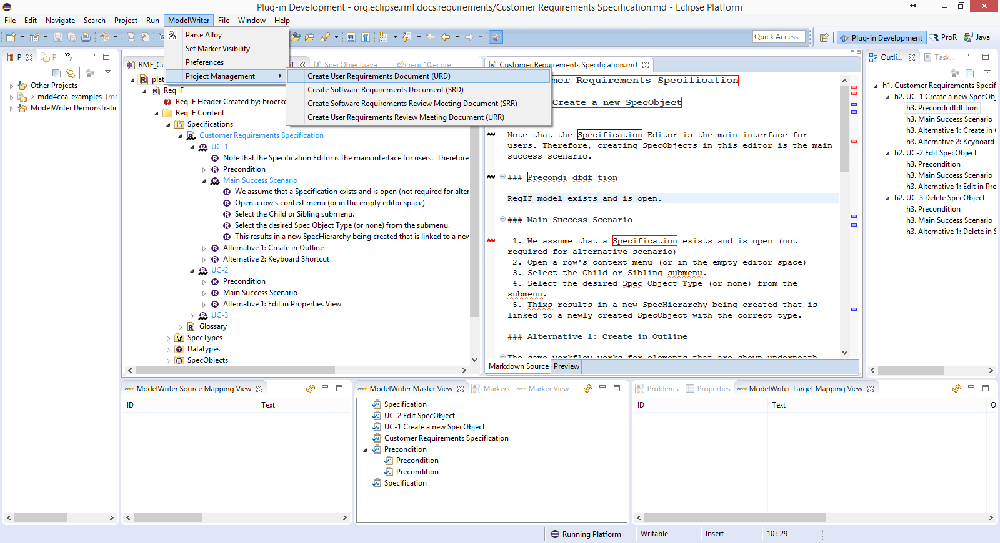 Plug-in Development - org.eclipse.rmf.docs.requirements/Customer Requirements Specification.md - Eclipse Platform
File Edit Navigate Search Project Run ModelWriter File Window Help
Parse Alloy
Set Marker Visibility
Preferences
Project Management
Create User Requirements Document (URD)
Create Software Requirements Document (SRD)
Create Software Requirements Review Meeting Document (SRR)
Create User Requirements Review Meeting Document (URR)
Quick Access
Plug-in Development
ProR
Java
P
P
2
Other Projects
> mdd4cca-examples [mc
ModelWriter Demonstratic
RMF_Cu
if
SpecObject.java
reqif10.ecore
plat
Req IF
Req IF Header Created by: broerke
Req IF Content
Specifications
Customer Requirements Specification
UC-1
Note that the Specification Editor is the main interface for users.  Therefore,
Precondition
Main Success Scenario
We assume that a Specification exists and is open (not required for alter
Open a row's context menu (or in the empty editor space)
Select the Child or Sibling submenu.
Select the desired Spec Object Type (or none) from the submenu.
This results in a new SpecHierarchy being created that is linked to a new
Alternative 1: Create in Outline
Alternative 2: Keyboard Shortcut
UC-2
Precondition
Main Success Scenario
Alternative 1: Edit in Properties View
UC-3
Glossary
SpecTypes
Datatypes
SpecObjects
Customer Requirements Specification.md
mer Requirements Specification
Create a new SpecObject
Note that the Specification Editor is the main interface for
users. Therefore, creating SpecObjects in this editor is the main
success scenario.
### Precondi dfdf tion
ReqIF model exists and is open.
### Main Success Scenario
1. We assume that a Specification exists and is open (not
required for alternative scenario)
2. Open a row's context menu (or in the empty editor space)
3. Select the Child or Sibling submenu.
4. Select the desired Spec Object Type (or none) from the
submenu.
5. Thixs results in a new SpecHierarchy being created that is
linked to a newly created SpecObject with the correct type.
### Alternative 1: Create in Outline
The same workflow works for elements that are shown underneath
Markdown Source
Preview
Outli...
Task...
h1. Customer Requirements Specif
h2. UC-1 Create a new SpecObj
h3. Precondi dfdf tion
h3. Main Success Scenario
h3. Alternative 1: Create in O
h3. Alternative 2: Keyboard
h2. UC-2 Edit SpecObject
h3. Precondition
h3. Main Success Scenario
h3. Alternative 1: Edit in Pro
h2. UC-3 Delete SpecObject
h3. Precondition
h3. Main Success Scenario
h3. Alternative 1: Delete in S
ModelWriter Source Mapping View
ID
Text
ModelWriter Master View
Markers
Marker View
Specification
UC-2 Edit SpecObject
UC-1 Create a new SpecObject
Customer Requirements Specification
Precondition
Precondition
Precondition
Specification
Problems
Properties
ModelWriter Target Mapping View
ID
Text
O
Running Platform
Writable
Insert
10 : 29